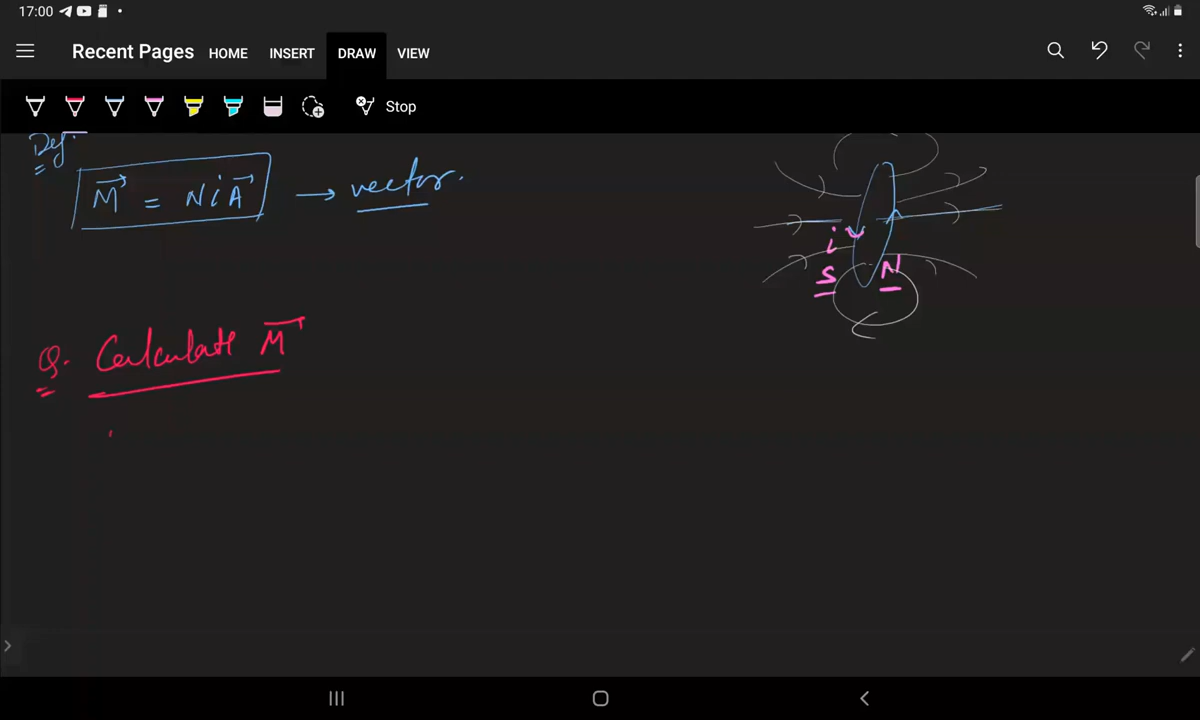 17:00
Recent Pages HOME INSERT DRAW VIEW
Stop
Def:
M⃗ = NiA⃗ → vector.
i
S N
Q. Calculate M⃗